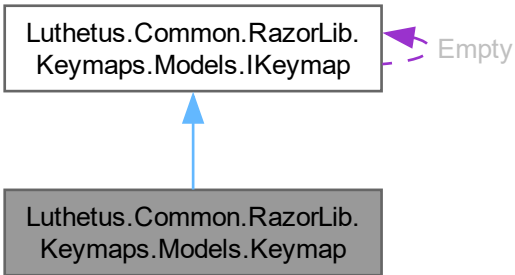 Luthetus.Common.RazorLib.
Keymaps.Models.IKeymap
Empty
Luthetus.Common.RazorLib.
Keymaps.Models.Keymap